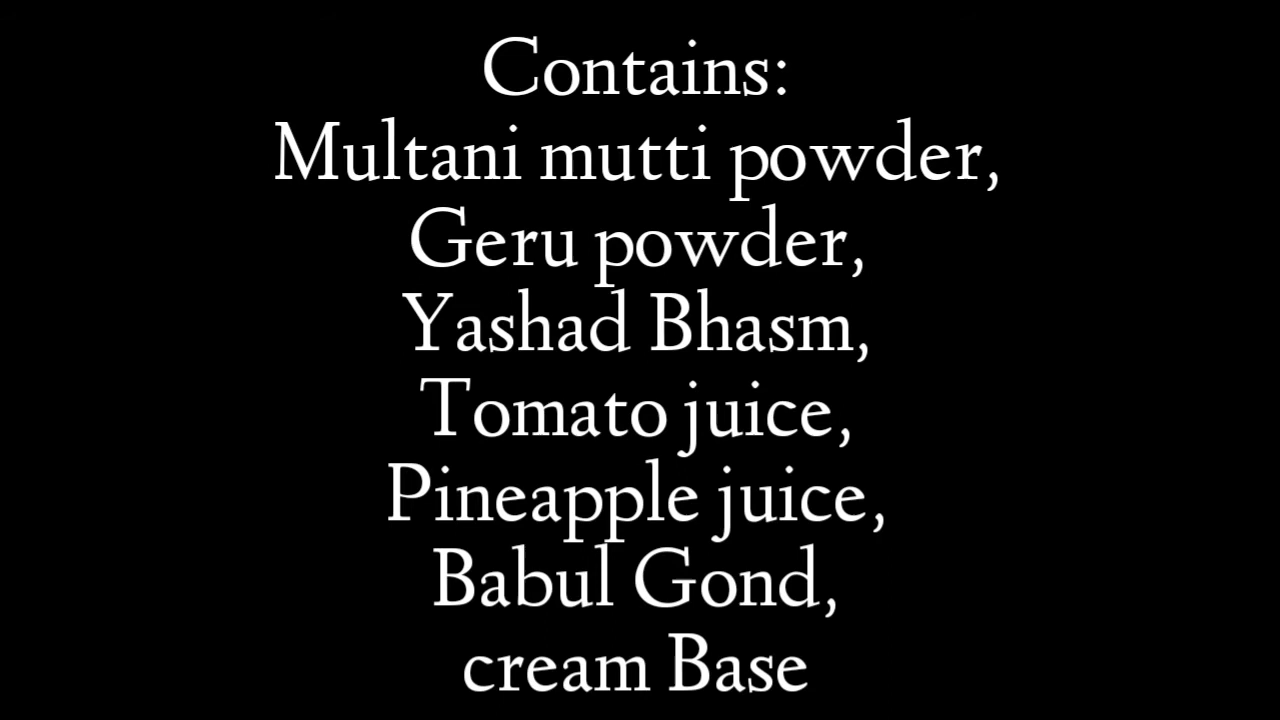 Contains:
Multani mutti powder,
Geru powder,
Yashad Bhasm,
Tomato juice,
Pineapple juice,
Babul Gond,
cream Base